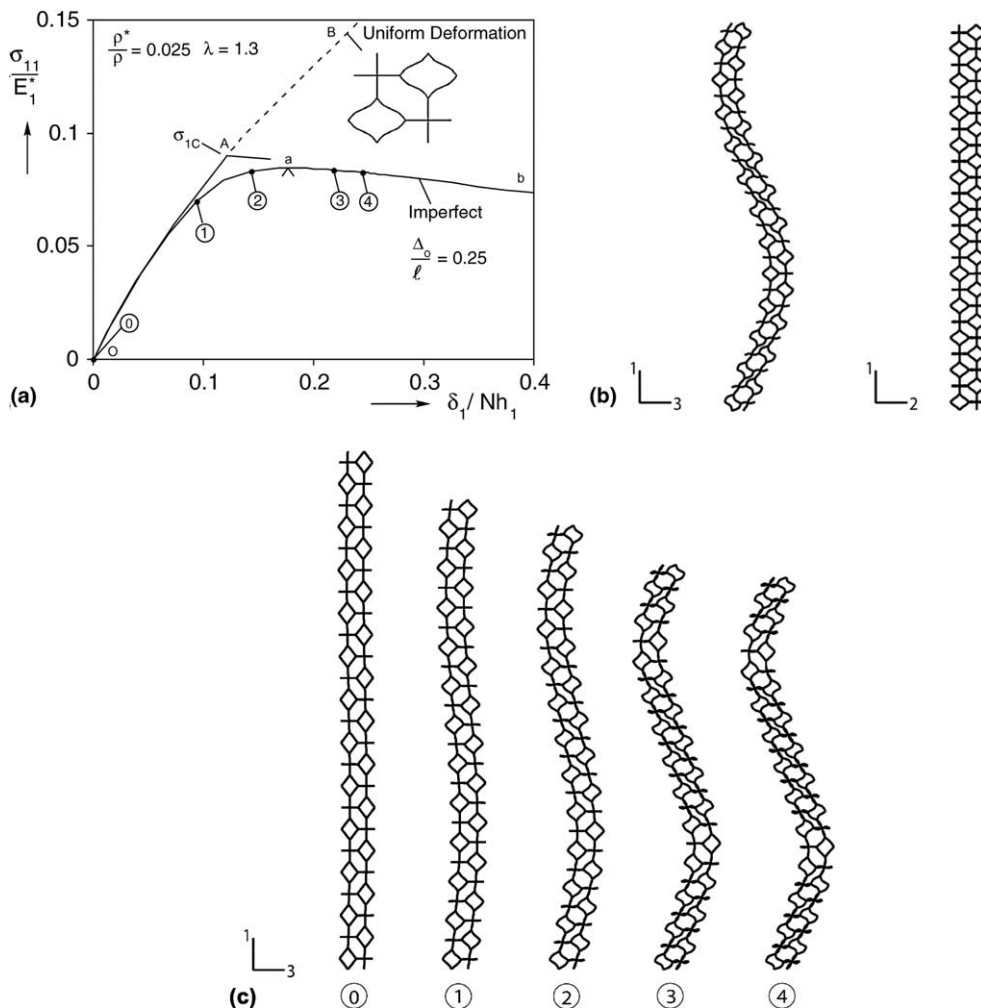 0.15
σ₁₁
E₁*
ρ*
ρ
= 0.025 λ = 1.3
B
Uniform Deformation
0.1
σ₁C
A
a
②
③
④
b
①
Imperfect
0.05
Δₒ
ℓ
= 0.25
⓪
O
0
(a)
0
0.1
0.2
0.3
0.4
δ₁/ Nh₁
1
3
(b)
1
2
1
3
(c)
⓪
①
②
③
④